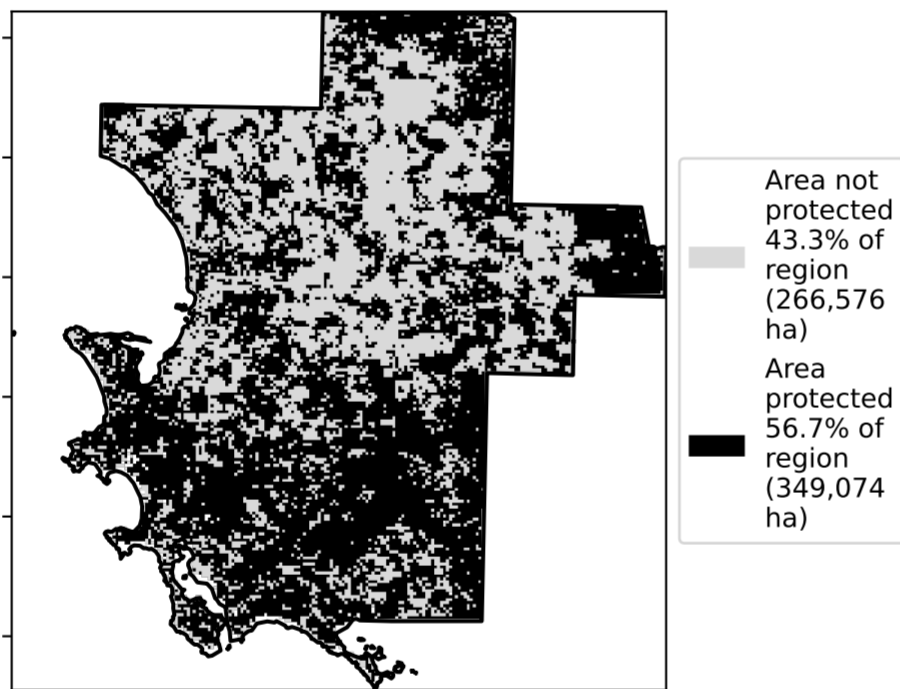 Area not
protected
43.3% of
region
(266,576
ha)
Area
protected
56.7% of
region
(349,074
ha)